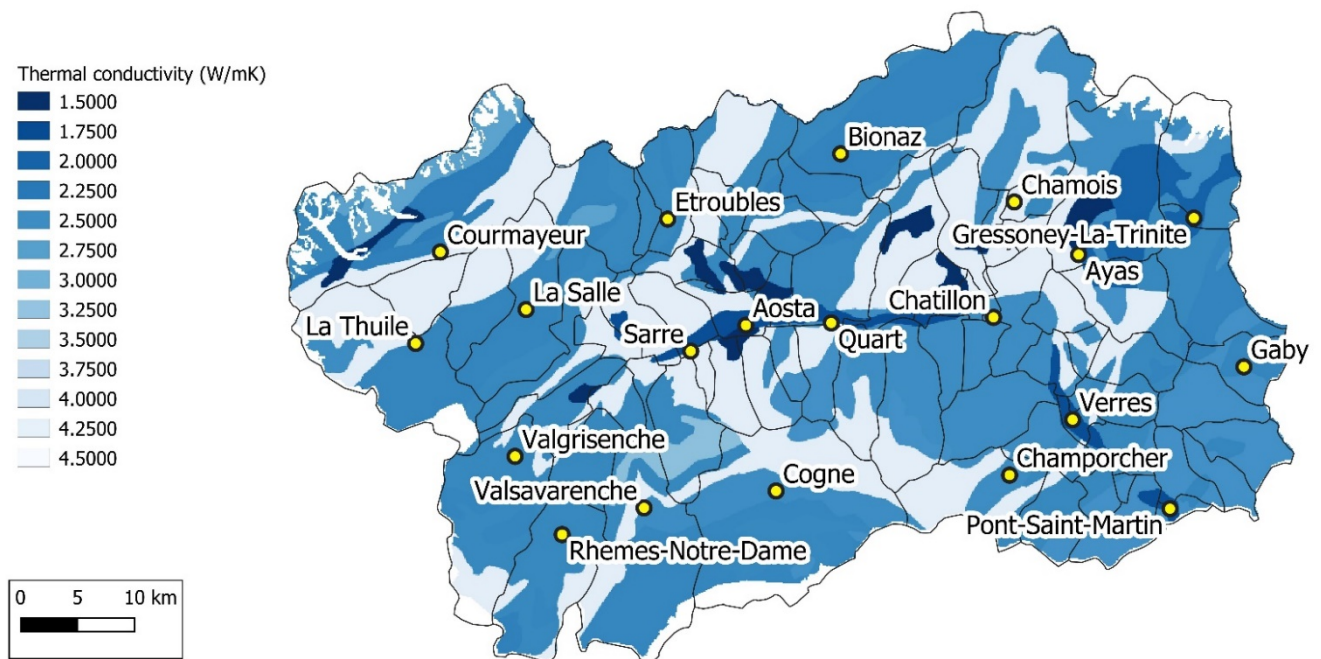 Thermal conductivity (W/mK)
1.5000
1.7500
2.0000
2.2500
2.5000
2.7500
3.0000
3.2500
3.5000
3.7500
4.0000
4.2500
4.5000
Bionaz
Chamois
Etroubles
Gressoney-La-Trinite
Courmayeur
Ayas
La Salle
Aosta
Chatillon
La Thuile
Sarre
Quart
Gaby
Verres
Valgrisenche
Champorcher
Cogne
Valsavarenche
Pont-Saint-Martin
Rhemes-Notre-Dame
0 5 10 km